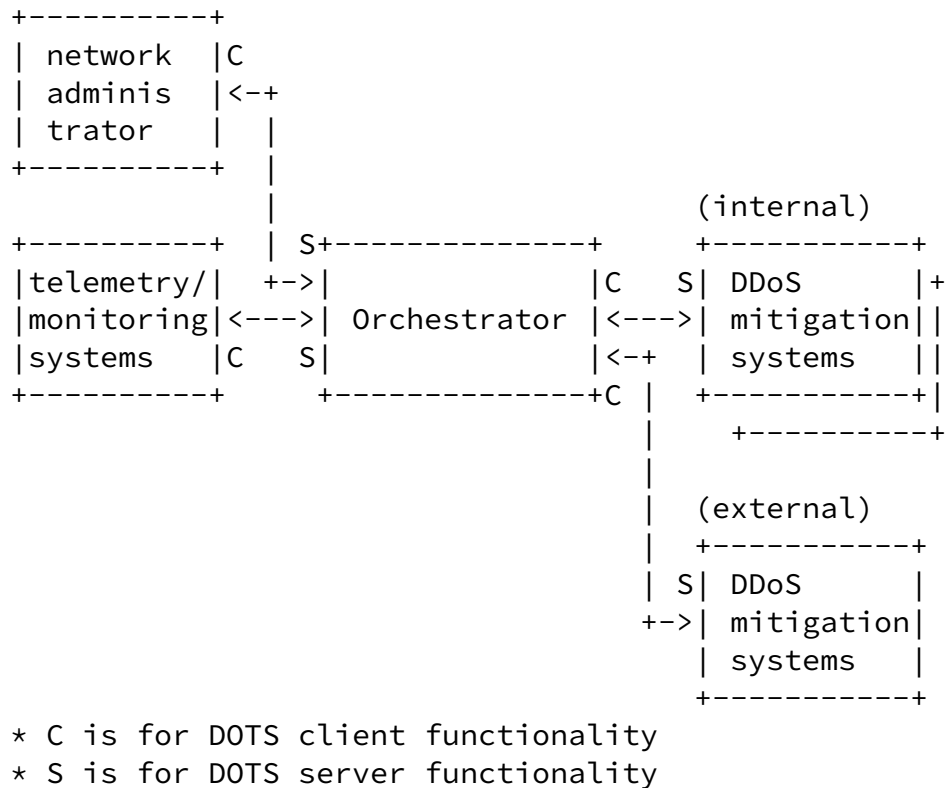 +----------+
| network  |C
| adminis  |<-+
| trator   |  |
+----------+  |
              |                         (internal)
+----------+  | S+--------------+     +-----------+
|telemetry/|  +->|              |C   S| DDoS      |+
|monitoring|<--->| Orchestrator |<--->| mitigation||
|systems   |C   S|              |<-+  | systems   ||
+----------+     +--------------+C |  +-----------+|
                                   |    +----------+
                                   |
                                   |  (external)
                                   |  +-----------+
                                   | S| DDoS      |
                                   +->| mitigation|
                                      | systems   |
                                      +-----------+
* C is for DOTS client functionality
* S is for DOTS server functionality